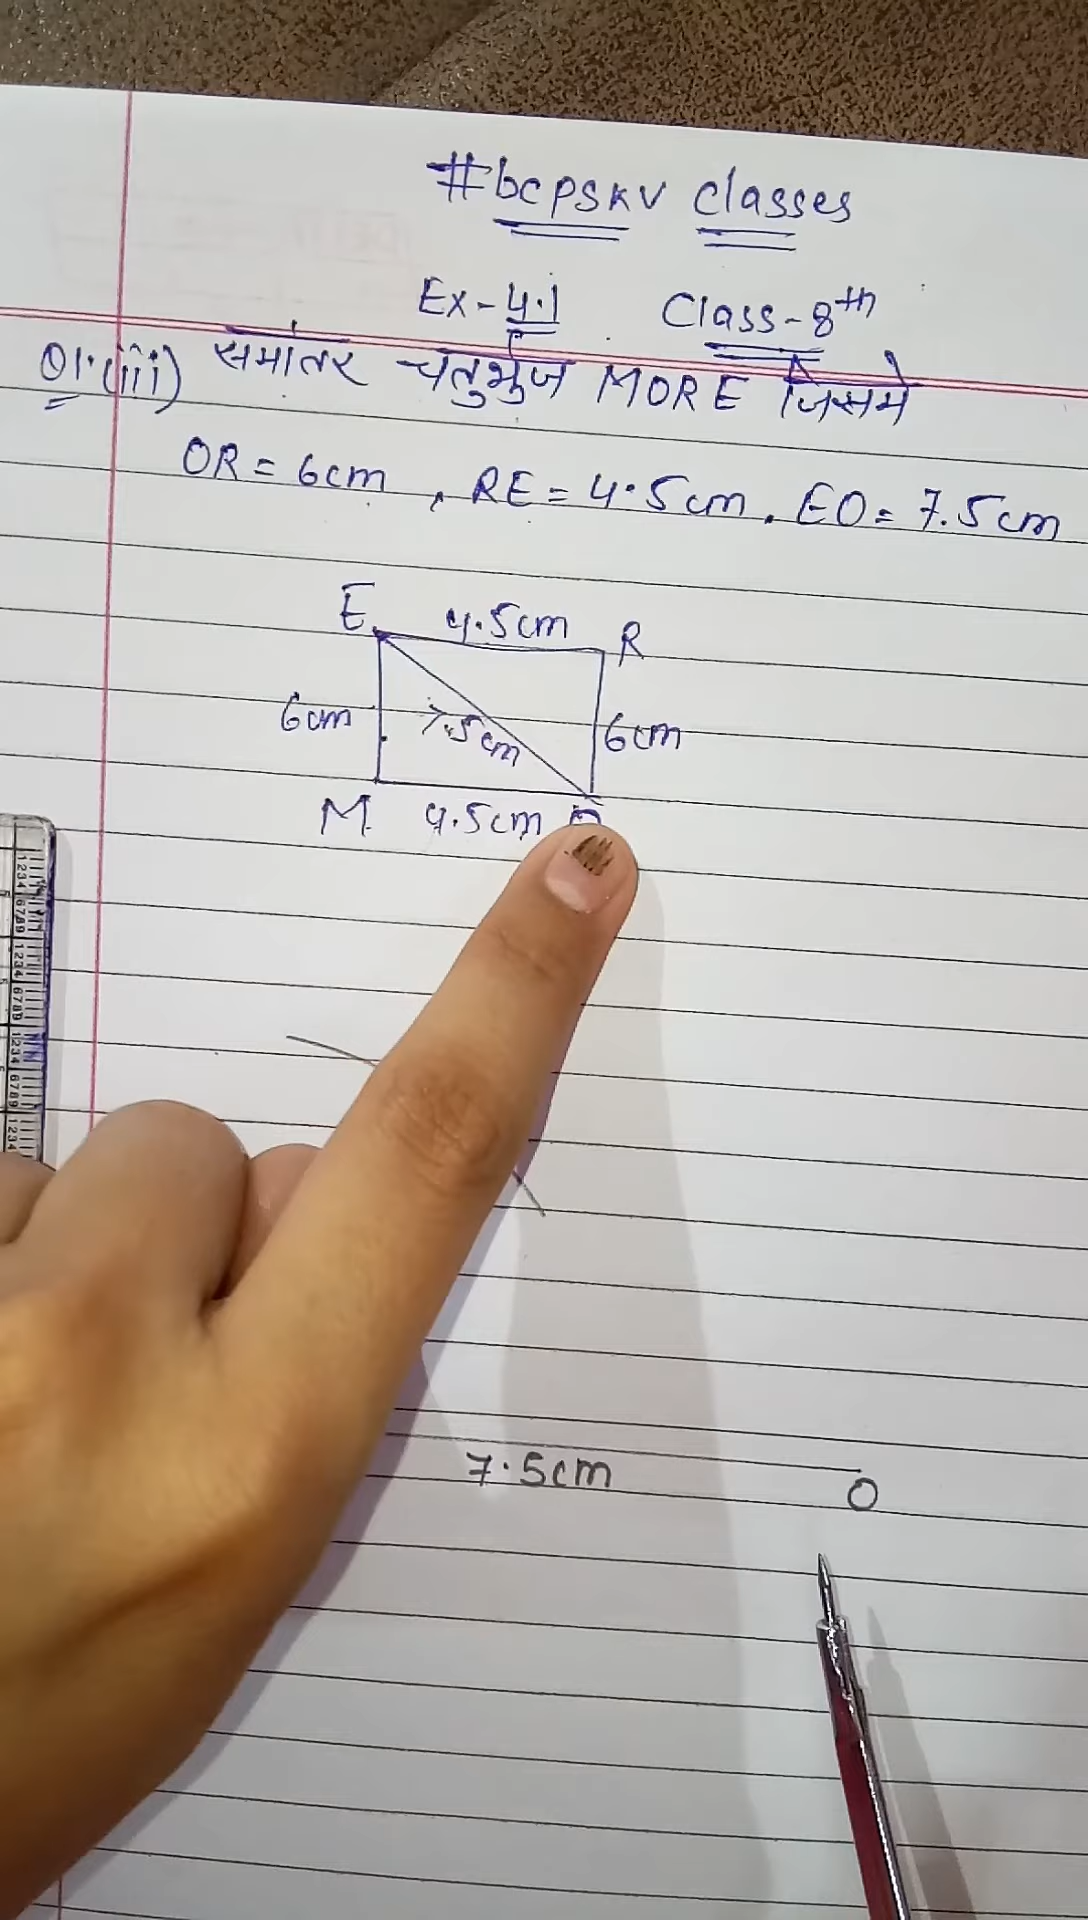 #bcpskv classes
Ex-4.1 Class-8th
Q1.(iii) समांतर चतुर्भुज MORE जिसमें
OR = 6cm, RE = 4.5cm, EO = 7.5cm
E 4.5cm R
6cm 7.5cm 6cm
M 4.5cm O
7.5cm
O